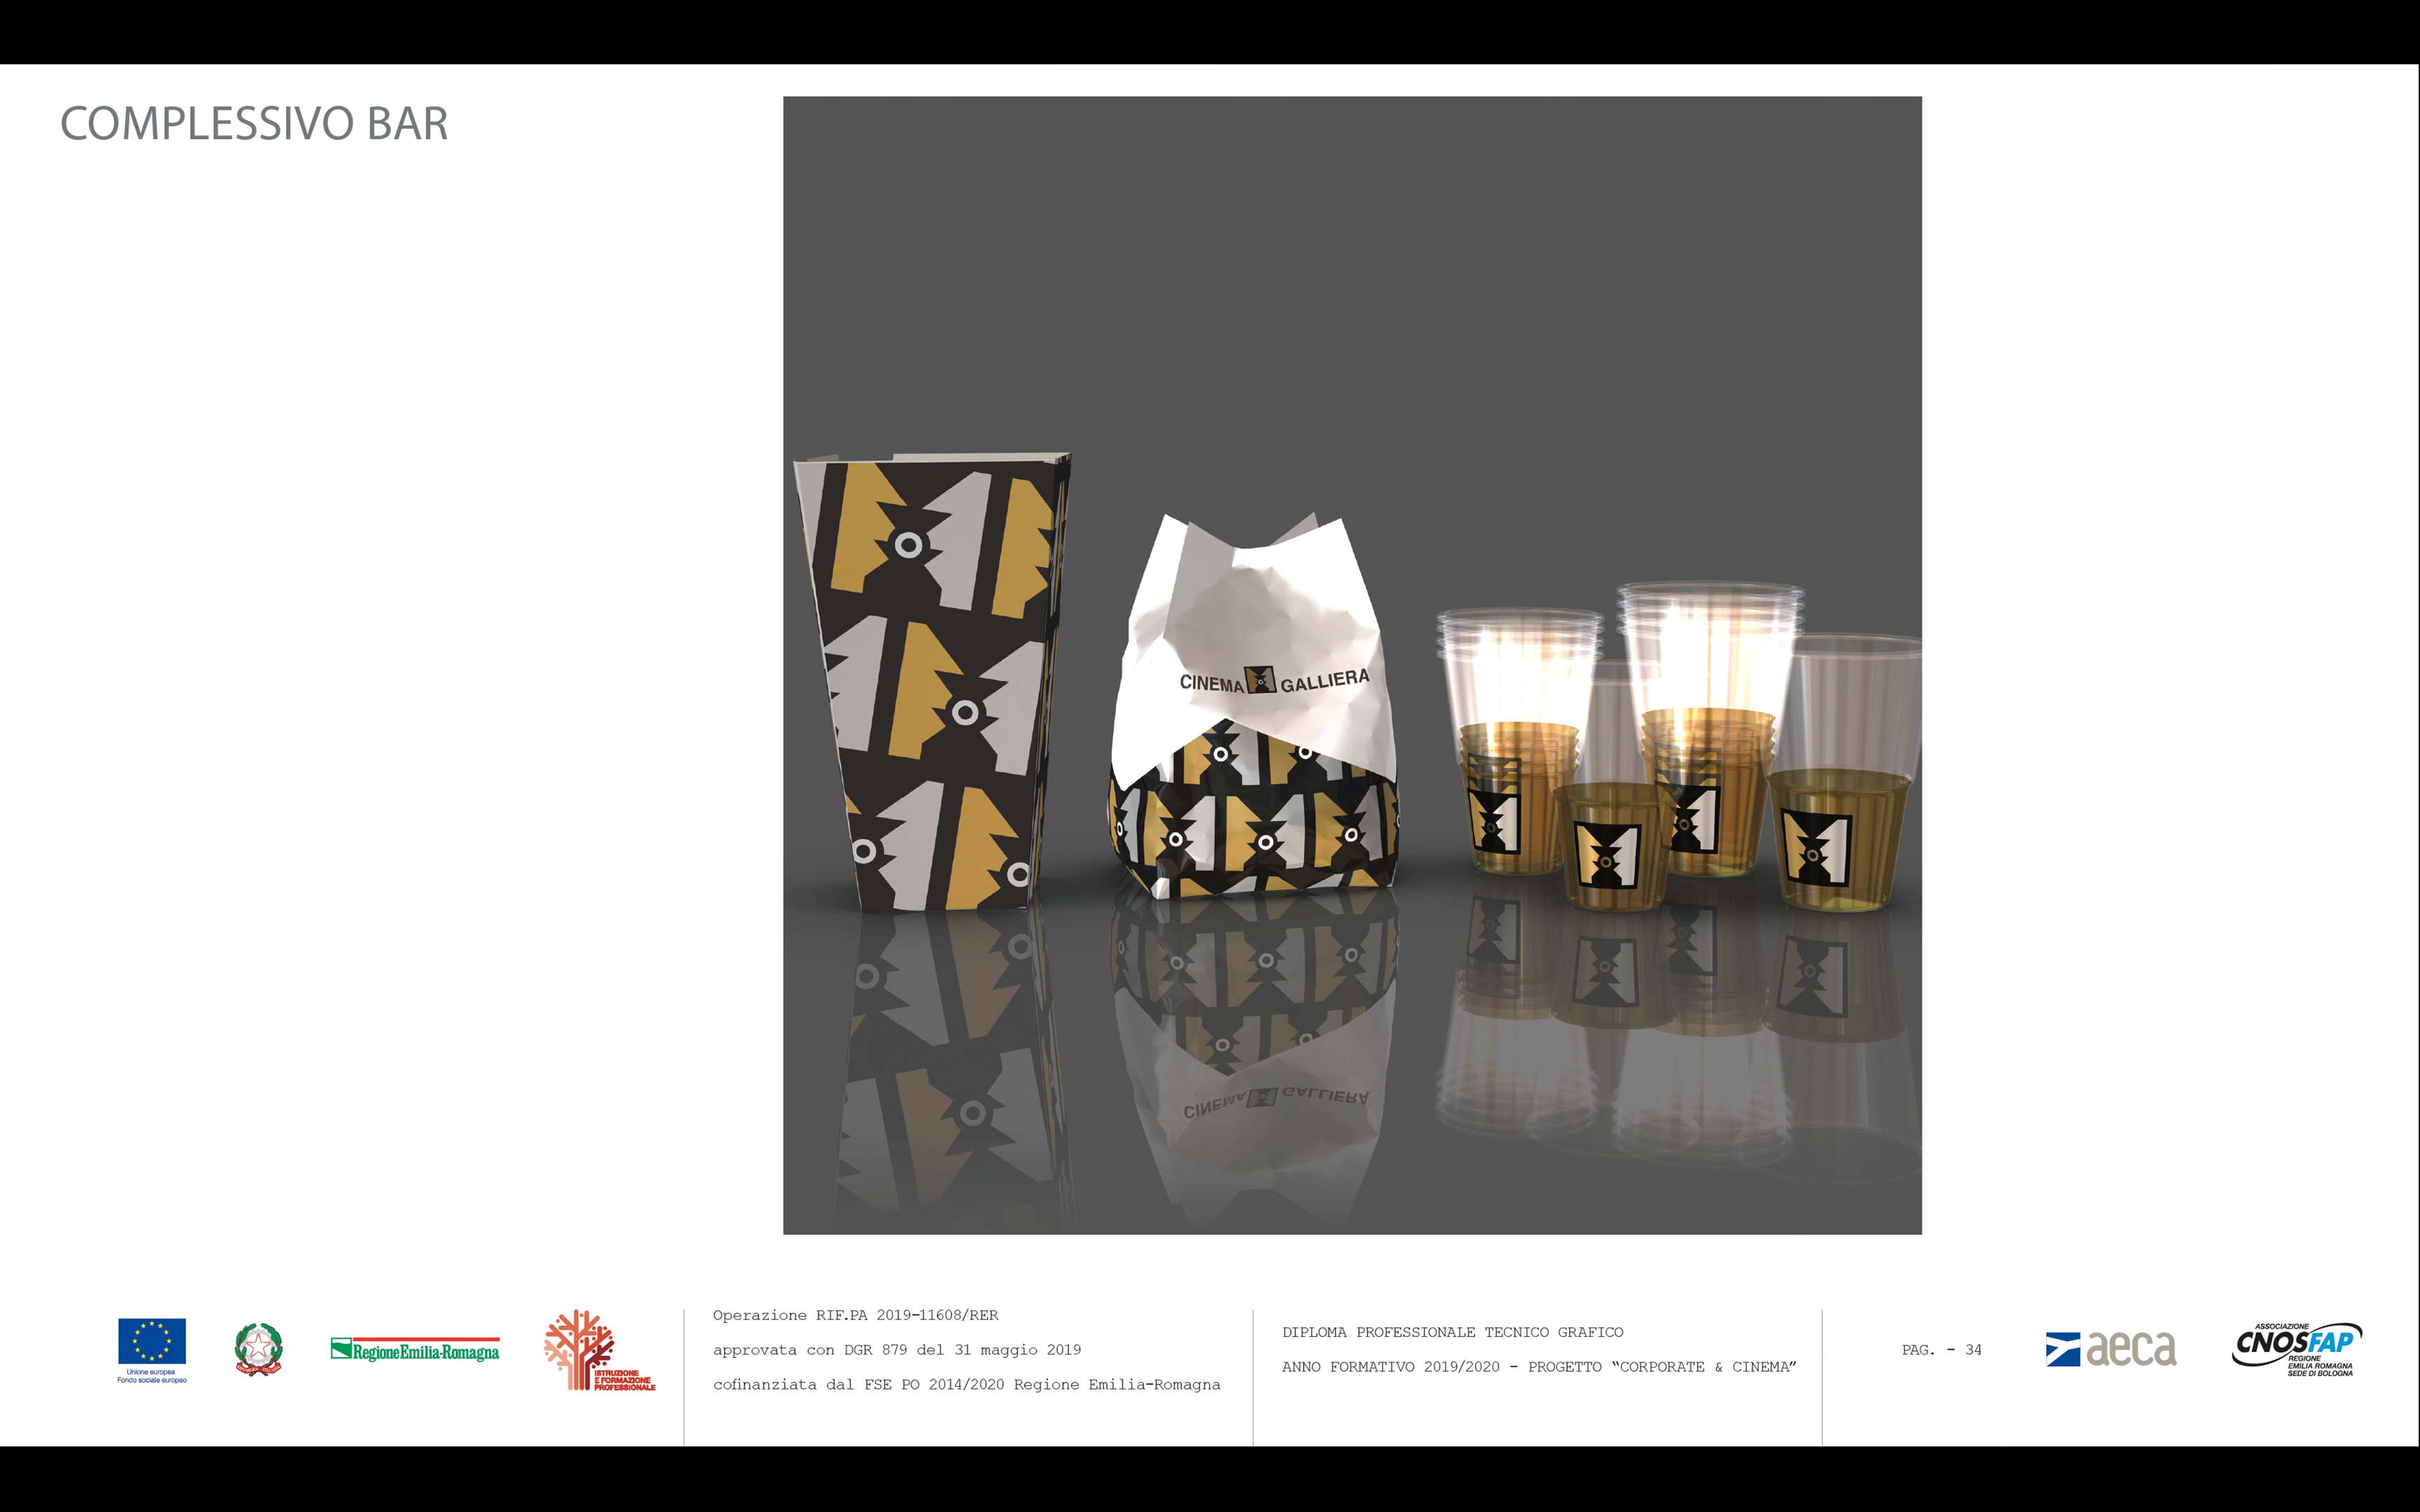 COMPLESSIVO BAR
CINEMA GALLIERA
CINEMA GALLIERA
Unione europea
Fondo sociale europeo
RegioneEmilia-Romagna
ISTRUZIONE
E FORMAZIONE
PROFESSIONALE
Operazione RIF.PA 2019-11608/RER
approvata con DGR 879 del 31 maggio 2019
cofinanziata dal FSE PO 2014/2020 Regione Emilia-Romagna
DIPLOMA PROFESSIONALE TECNICO GRAFICO
ANNO FORMATIVO 2019/2020 - PROGETTO “CORPORATE & CINEMA”
PAG. - 34
aeca
ASSOCIAZIONE
CNOSFAP
REGIONE
EMILIA ROMAGNA
SEDE DI BOLOGNA